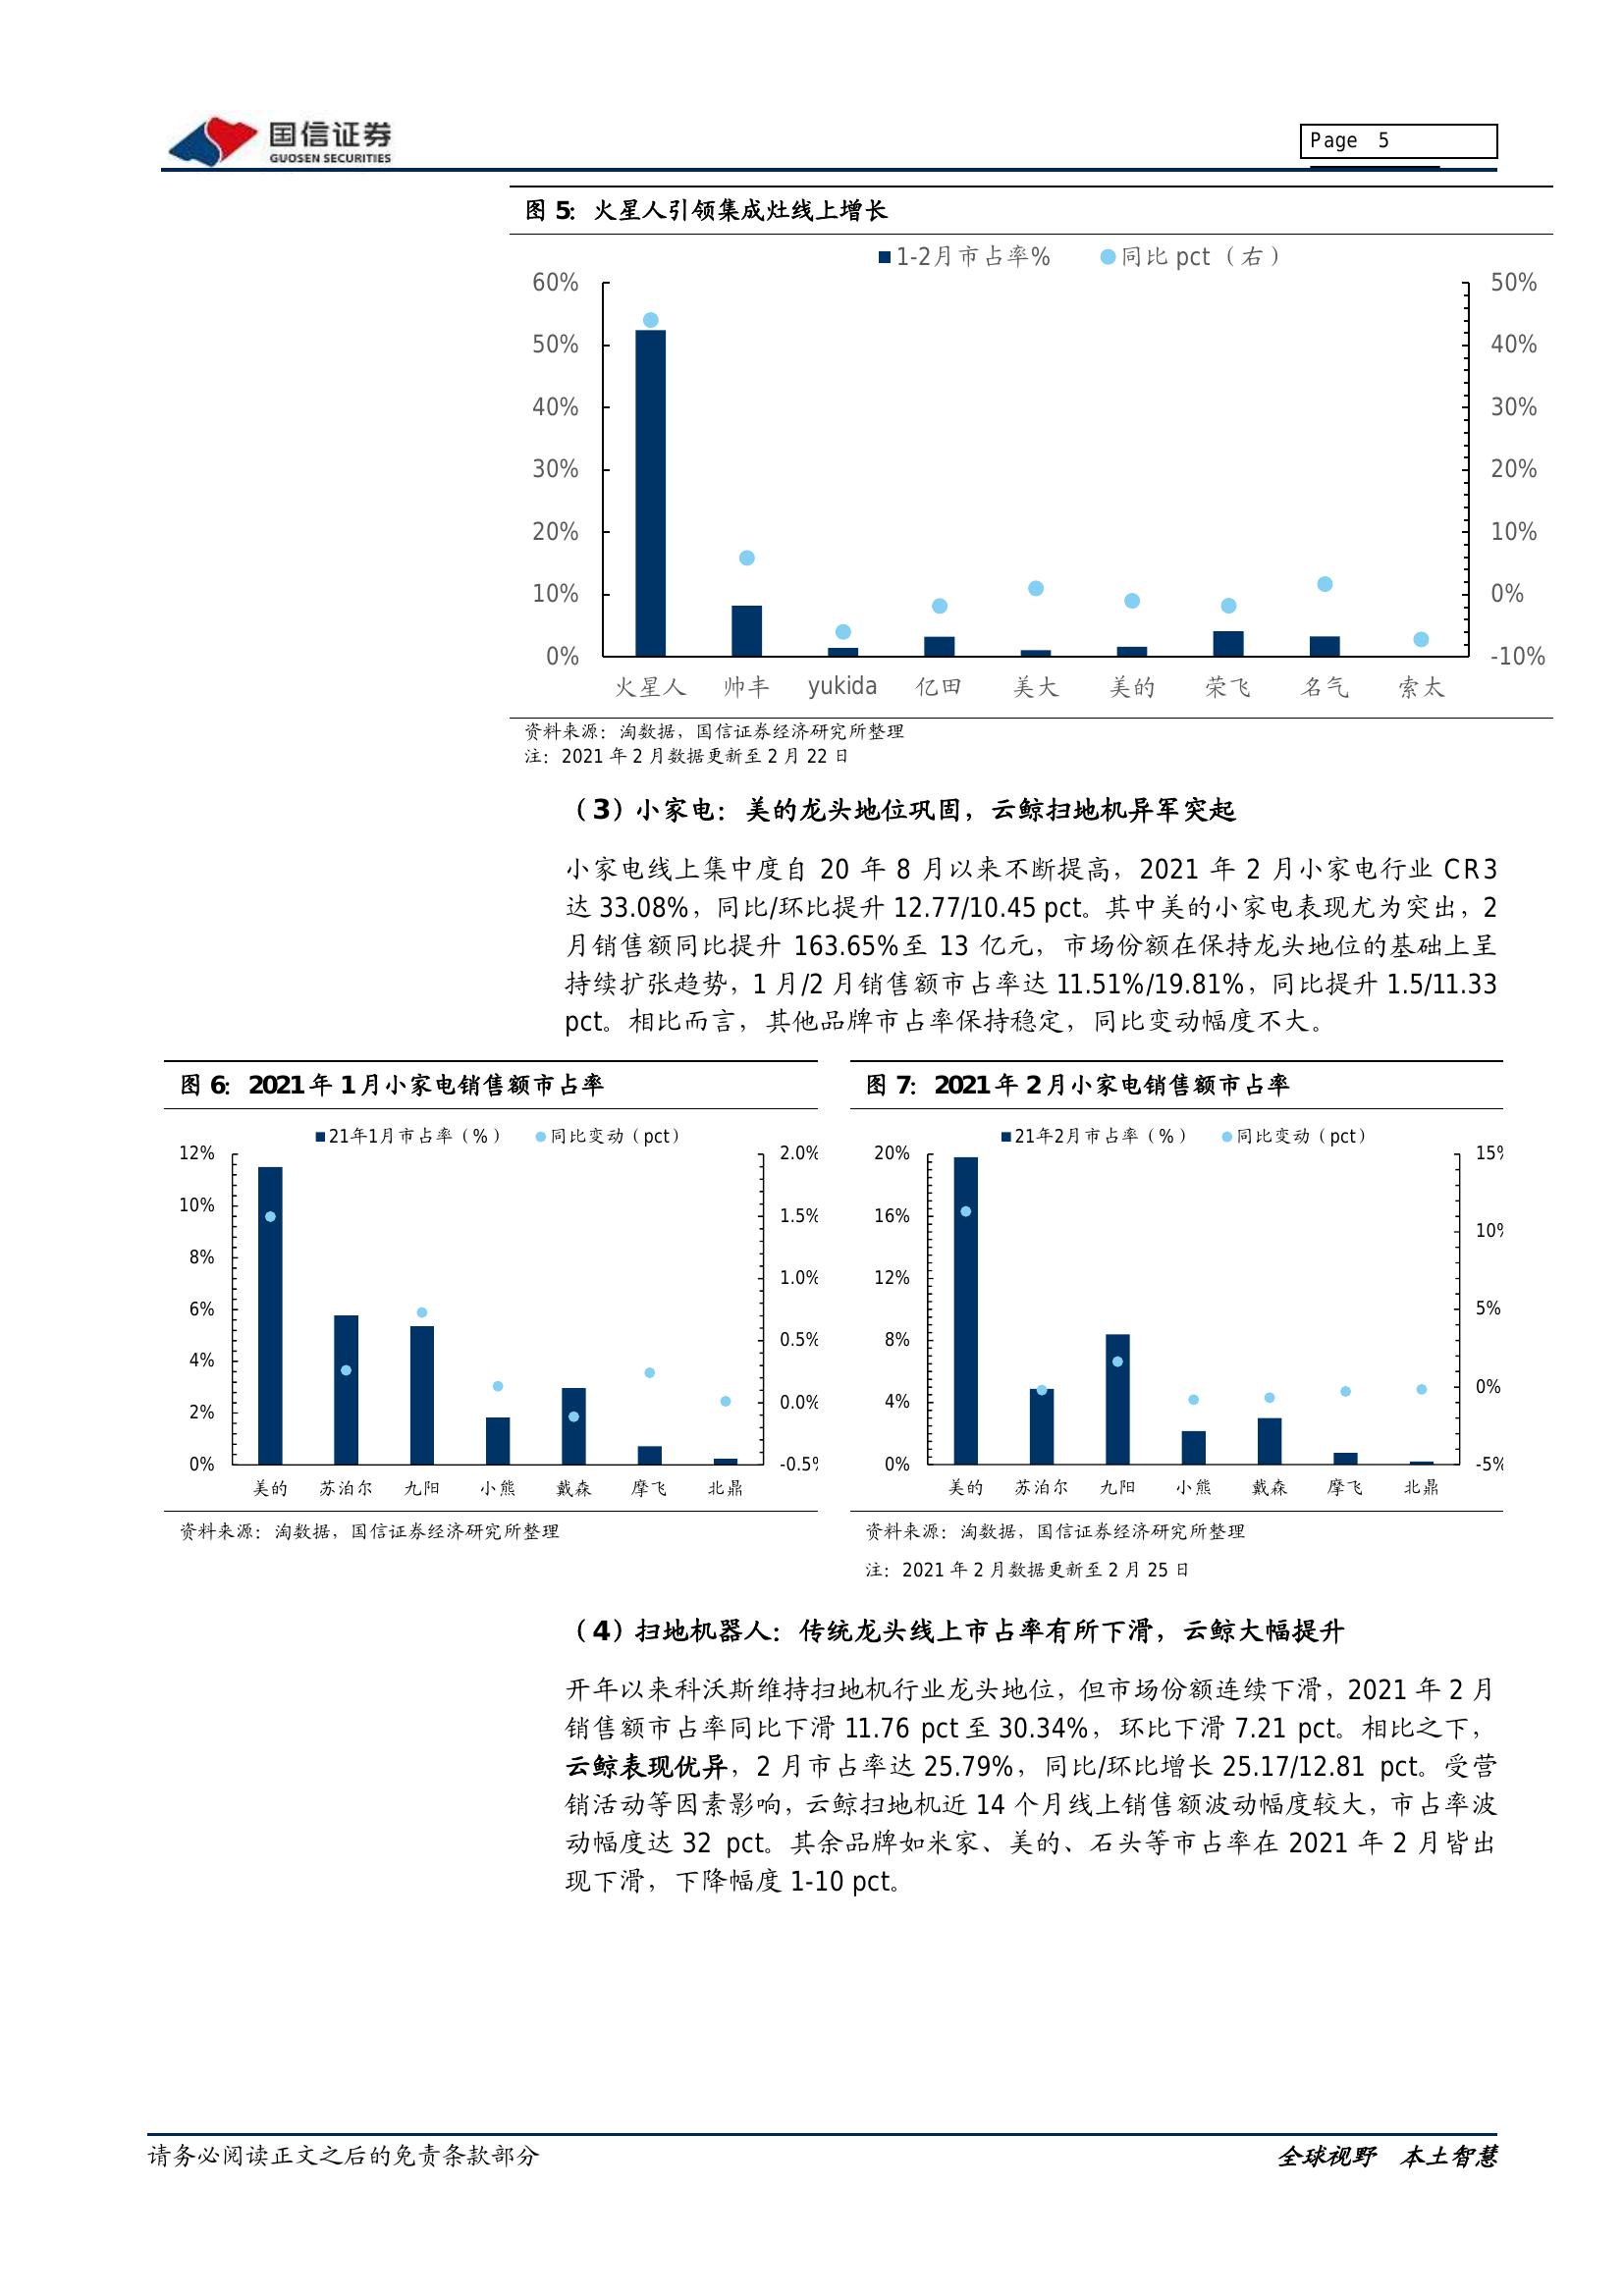 国信证券
GUOSEN SECURITIES
Page 5
图 5：火星人引领集成灶线上增长
1-2月市占率% 同比 pct（右）
60% 50%
50% 40%
40% 30%
30% 20%
20% 10%
10% 0%
0% -10%
火星人 帅丰 yukida 亿田 美大 美的 荣飞 名气 索太
资料来源：淘数据，国信证券经济研究所整理
注：2021 年 2 月数据更新至 2 月 22 日
（3）小家电：美的龙头地位巩固，云鲸扫地机异军突起
小家电线上集中度自 20 年 8 月以来不断提高，2021 年 2 月小家电行业 CR3
达 33.08%，同比/环比提升 12.77/10.45 pct。其中美的小家电表现尤为突出，2
月销售额同比提升 163.65%至 13 亿元，市场份额在保持龙头地位的基础上呈
持续扩张趋势，1 月/2 月销售额市占率达 11.51%/19.81%，同比提升 1.5/11.33
pct。相比而言，其他品牌市占率保持稳定，同比变动幅度不大。
图 6：2021 年 1 月小家电销售额市占率
21年1月市占率（%） 同比变动（pct）
12% 2.0%
10% 1.5%
8% 1.0%
6% 0.5%
4% 0.0%
2% -0.5%
0%
美的 苏泊尔 九阳 小熊 戴森 摩飞 北鼎
资料来源：淘数据，国信证券经济研究所整理
图 7：2021 年 2 月小家电销售额市占率
21年2月市占率（%） 同比变动（pct）
20% 15%
16% 10%
12% 5%
8% 0%
4% -5%
0%
美的 苏泊尔 九阳 小熊 戴森 摩飞 北鼎
资料来源：淘数据，国信证券经济研究所整理
注：2021 年 2 月数据更新至 2 月 25 日
（4）扫地机器人：传统龙头线上市占率有所下滑，云鲸大幅提升
开年以来科沃斯维持扫地机行业龙头地位，但市场份额连续下滑，2021 年 2 月
销售额市占率同比下滑 11.76 pct 至 30.34%，环比下滑 7.21 pct。相比之下，
云鲸表现优异，2 月市占率达 25.79%，同比/环比增长 25.17/12.81 pct。受营
销活动等因素影响，云鲸扫地机近 14 个月线上销售额波动幅度较大，市占率波
动幅度达 32 pct。其余品牌如米家、美的、石头等市占率在 2021 年 2 月皆出
现下滑，下降幅度 1-10 pct。
请务必阅读正文之后的免责条款部分
全球视野 本土智慧